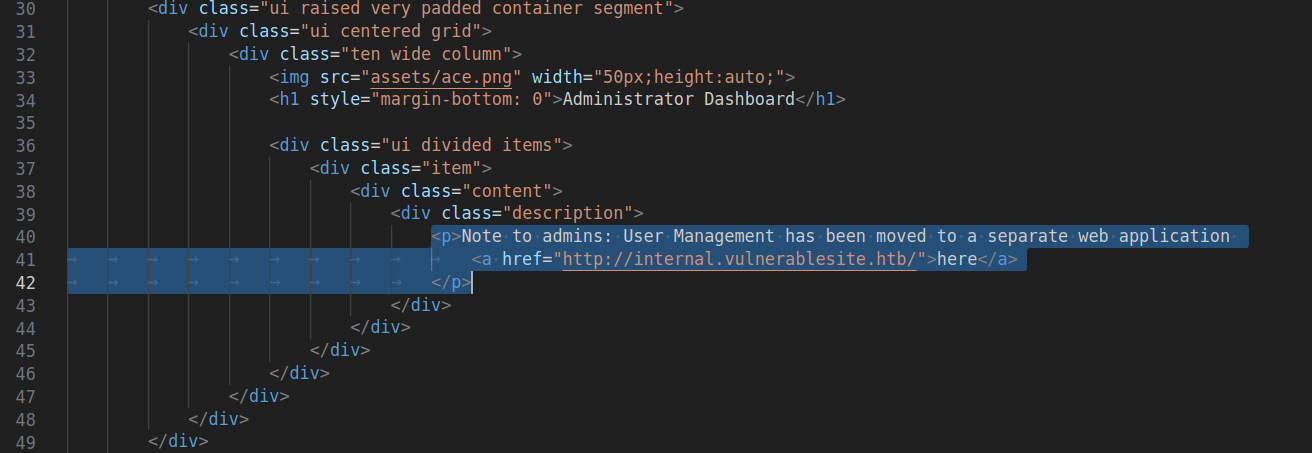 30 <div class="ui raised very padded container segment">
31 <div class="ui centered grid">
32 <div class="ten wide column">
33 <img src="assets/ace.png" width="50px;height:auto;">
34 <h1 style="margin-bottom: 0">Administrator Dashboard</h1>
35
36 <div class="ui divided items">
37 <div class="item">
38 <div class="content">
39 <div class="description">
40 <p>Note to admins: User Management has been moved to a separate web application
41 <a href="http://internal.vulnerablesite.htb/">here</a>
42 </p>
43 </div>
44 </div>
45 </div>
46 </div>
47 </div>
48 </div>
49 </div>